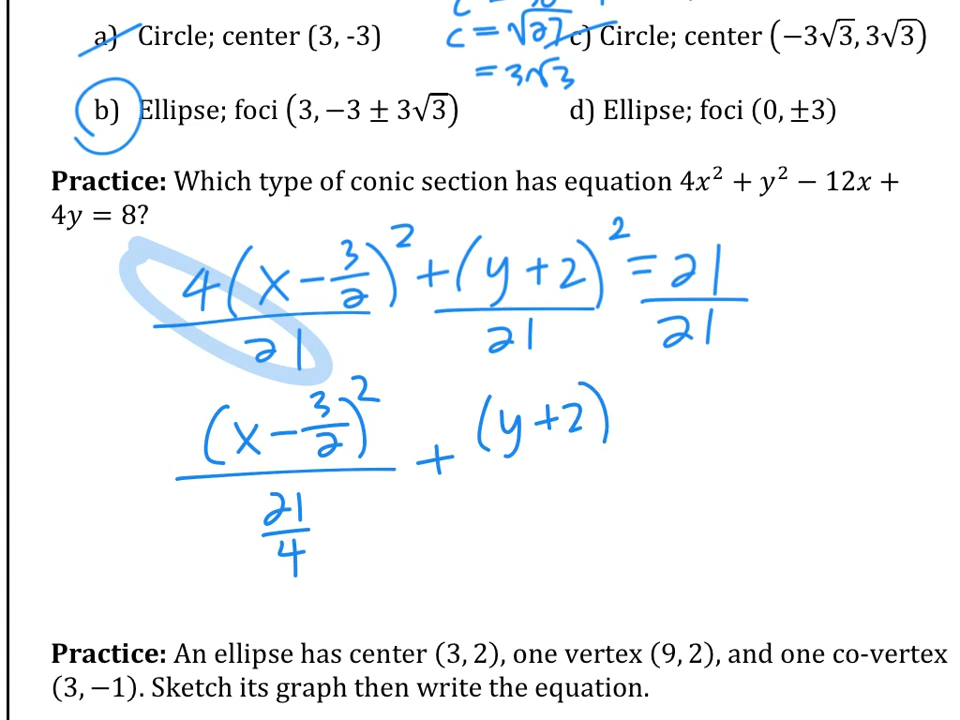 a) Circle; center (3, -3)
c = √27
= 3√3
c) Circle; center (−3√3, 3√3)
b) Ellipse; foci (3, −3 ± 3√3)
d) Ellipse; foci (0, ±3)
Practice: Which type of conic section has equation 4x² + y² − 12x +
4y = 8?
4(x − 3/2)²/21 + (y + 2)²/21 = 21/21
(x − 3/2)²/(21/4) + (y + 2)
Practice: An ellipse has center (3, 2), one vertex (9, 2), and one co-vertex
(3, −1). Sketch its graph then write the equation.